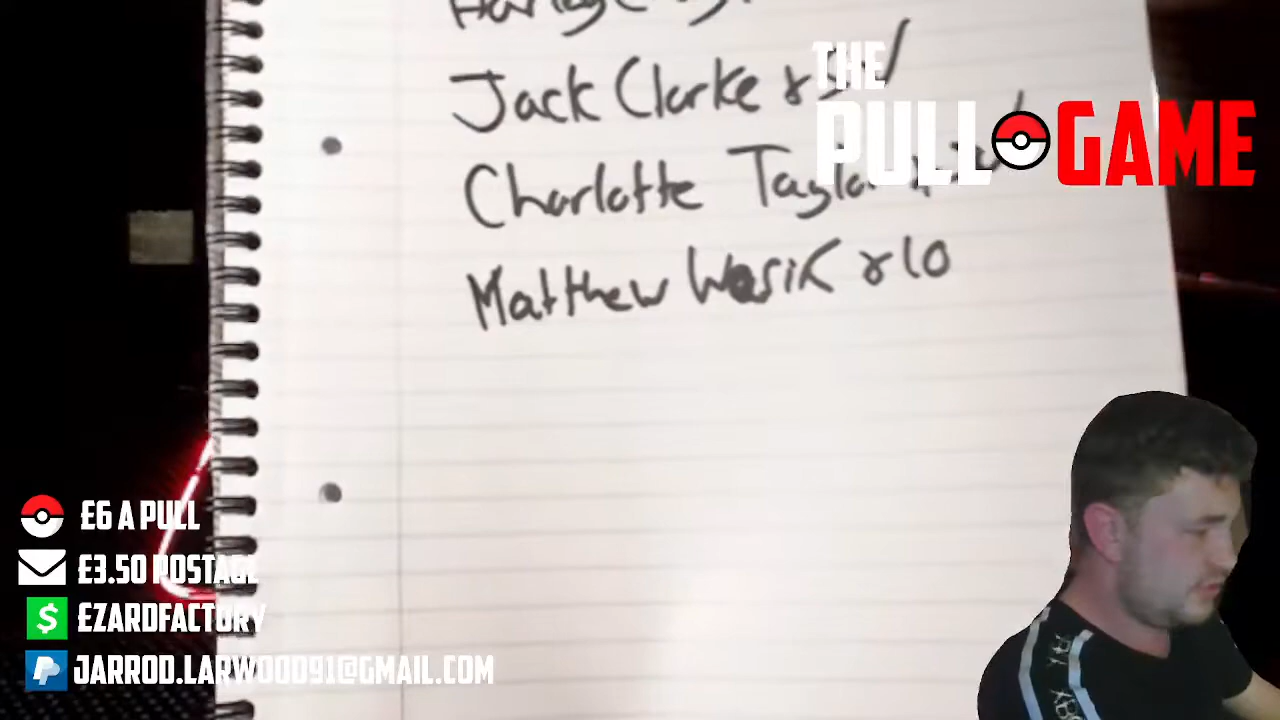 Jack Clarke x
Charlotte Taylor x
Matthew Wasik x10
THE
PULL GAME
£6 A PULL
£3.50 POSTAGE
$ EZARDFACTORY
JARROD.LARWOOD91@GMAIL.COM